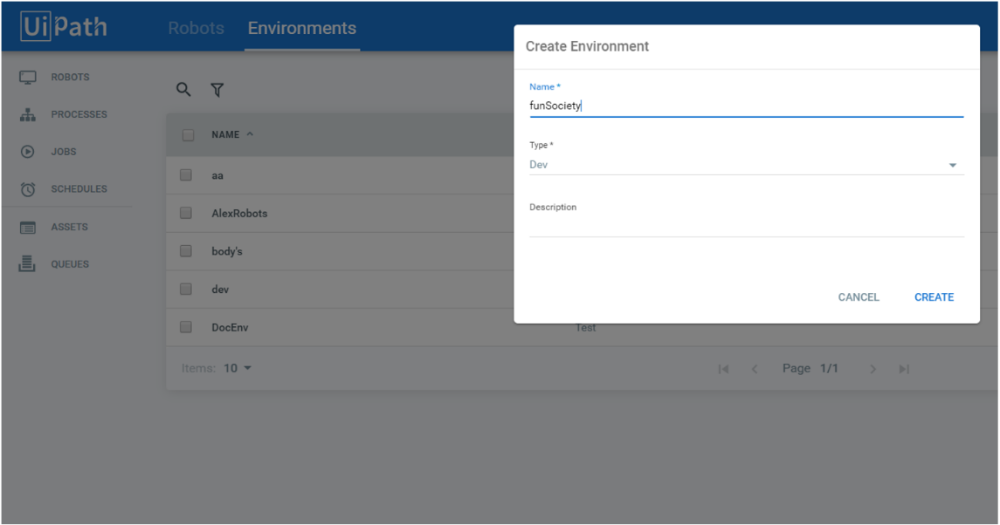 UiPath Robots Environments
Create Environment
Name *
funSociety
Type *
Dev
Description
CANCEL CREATE
ROBOTS
PROCESSES
JOBS
SCHEDULES
ASSETS
QUEUES
NAME
aa
AlexRobots
body's
dev
DocEnv Test
Items: 10 Page 1/1